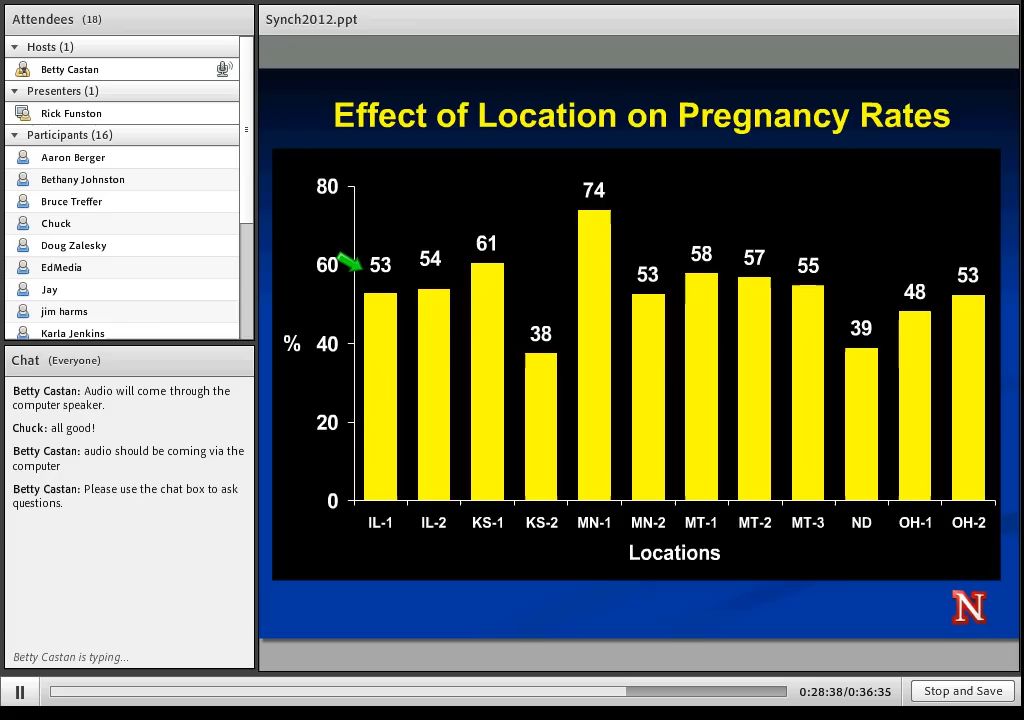 Attendees (18)
Hosts (1)
Betty Castan
Presenters (1)
Rick Funston
Participants (16)
Aaron Berger
Bethany Johnston
Bruce Treffer
Chuck
Doug Zalesky
EdMedia
Jay
jim harms
Karla Jenkins
Chat (Everyone)
Betty Castan: Audio will come through the
computer speaker.
Chuck: all good!
Betty Castan: audio should be coming via the
computer
Betty Castan: Please use the chat box to ask
questions.
Betty Castan is typing...
Synch2012.ppt
Effect of Location on Pregnancy Rates
80
60
40
20
0
%
53 54 61 38 74 53 58 57 55 39 48 53
IL-1 IL-2 KS-1 KS-2 MN-1 MN-2 MT-1 MT-2 MT-3 ND OH-1 OH-2
Locations
N
0:28:38/0:36:35
Stop and Save